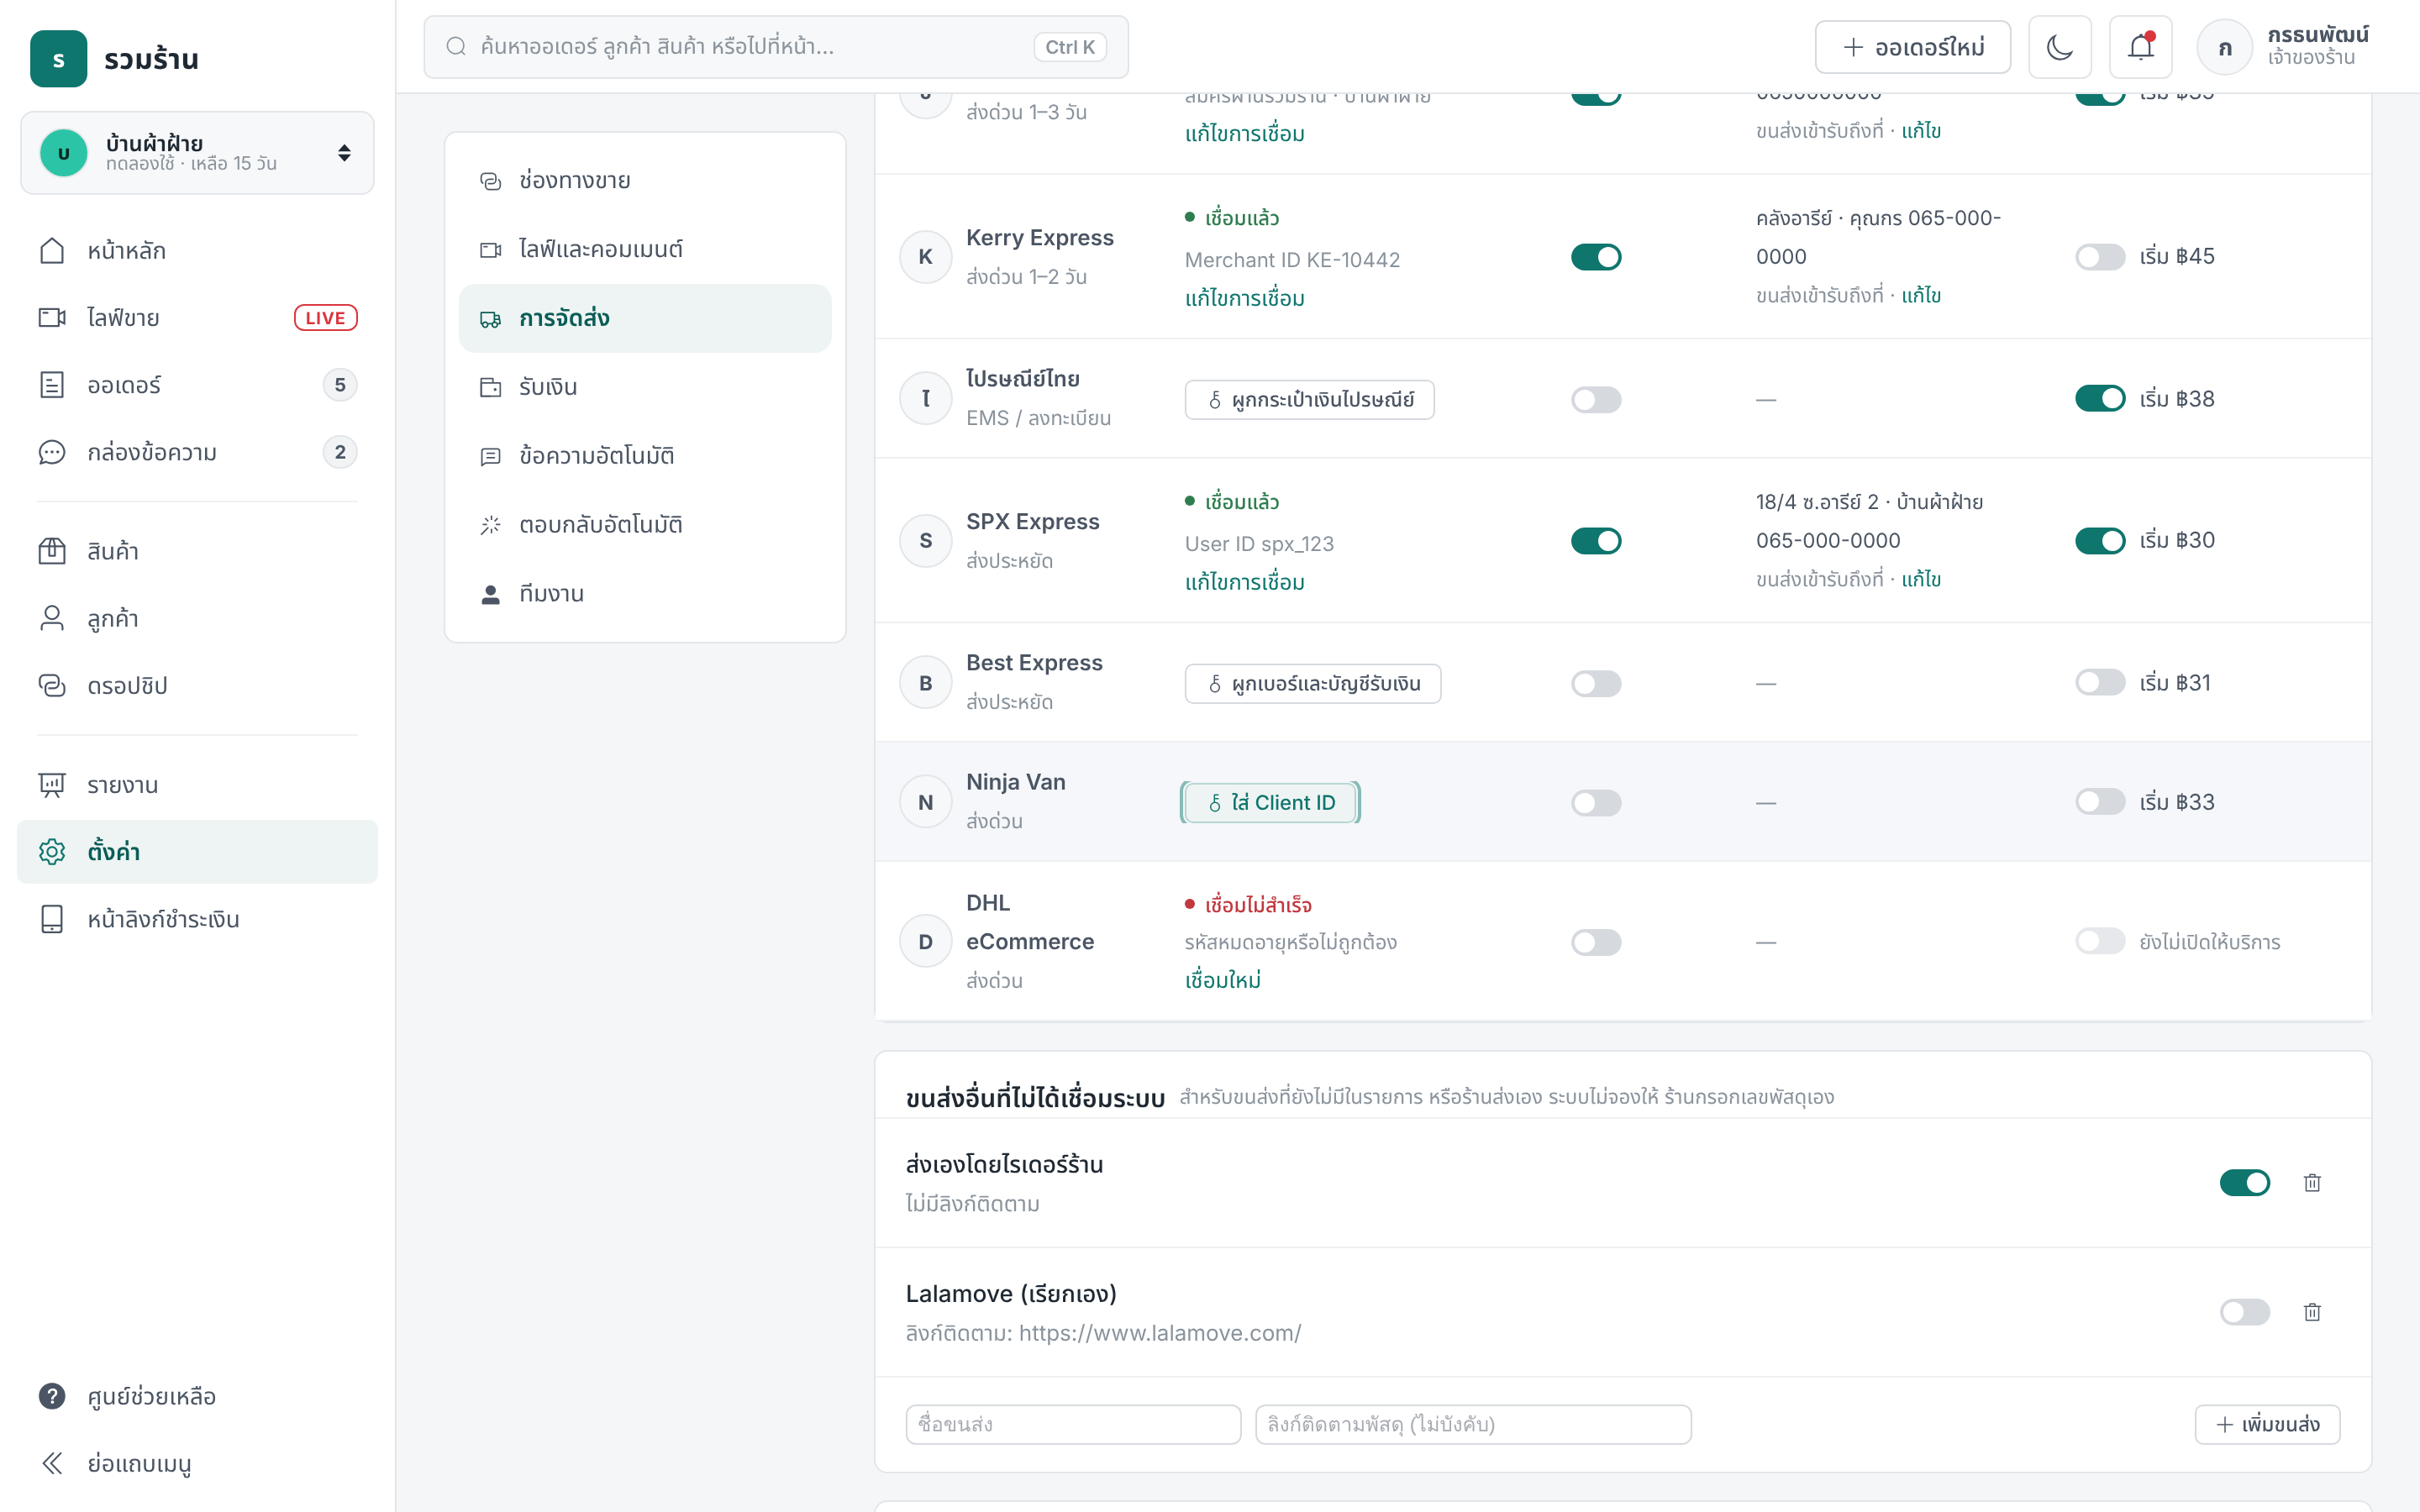 s รวมร้าน
บ บ้านผ้าฝ้าย
ทดลองใช้ · เหลือ 15 วัน
หน้าหลัก
ไลฟ์ขาย LIVE
ออเดอร์ 5
กล่องข้อความ 2
สินค้า
ลูกค้า
ดรอปชิป
รายงาน
ตั้งค่า
หน้าลิงก์ชำระเงิน
ศูนย์ช่วยเหลือ
ย่อแถบเมนู
ค้นหาออเดอร์ ลูกค้า สินค้า หรือไปที่หน้า... Ctrl K
ออเดอร์ใหม่
ก กรธนพัฒน์
เจ้าของร้าน
ช่องทางขาย
ไลฟ์และคอมเมนต์
การจัดส่ง
รับเงิน
ข้อความอัตโนมัติ
ตอบกลับอัตโนมัติ
ทีมงาน
ส่งด่วน 1–3 วัน
สมัครผ่านรวมร้าน · บ้านผ้าฝ้าย
แก้ไขการเชื่อม
ขนส่งเข้ารับถึงที่ · แก้ไข
K Kerry Express
ส่งด่วน 1–2 วัน
เชื่อมแล้ว
Merchant ID KE-10442
แก้ไขการเชื่อม
คลังอารีย์ · คุณกร 065-000-
0000
ขนส่งเข้ารับถึงที่ · แก้ไข
เริ่ม ฿45
ไ ไปรษณีย์ไทย
EMS / ลงทะเบียน
ผูกกระเป๋าเงินไปรษณีย์
—
เริ่ม ฿38
S SPX Express
ส่งประหยัด
เชื่อมแล้ว
User ID spx_123
แก้ไขการเชื่อม
18/4 ซ.อารีย์ 2 · บ้านผ้าฝ้าย
065-000-0000
ขนส่งเข้ารับถึงที่ · แก้ไข
เริ่ม ฿30
B Best Express
ส่งประหยัด
ผูกเบอร์และบัญชีรับเงิน
—
เริ่ม ฿31
N Ninja Van
ส่งด่วน
ใส่ Client ID
—
เริ่ม ฿33
D DHL
eCommerce
ส่งด่วน
เชื่อมไม่สำเร็จ
รหัสหมดอายุหรือไม่ถูกต้อง
เชื่อมใหม่
—
ยังไม่เปิดให้บริการ
ขนส่งอื่นที่ไม่ได้เชื่อมระบบ สำหรับขนส่งที่ยังไม่มีในรายการ หรือร้านส่งเอง ระบบไม่จองให้ ร้านกรอกเลขพัสดุเอง
ส่งเองโดยไรเดอร์ร้าน
ไม่มีลิงก์ติดตาม
Lalamove (เรียกเอง)
ลิงก์ติดตาม: https://www.lalamove.com/
ชื่อขนส่ง
ลิงก์ติดตามพัสดุ (ไม่บังคับ)
เพิ่มขนส่ง